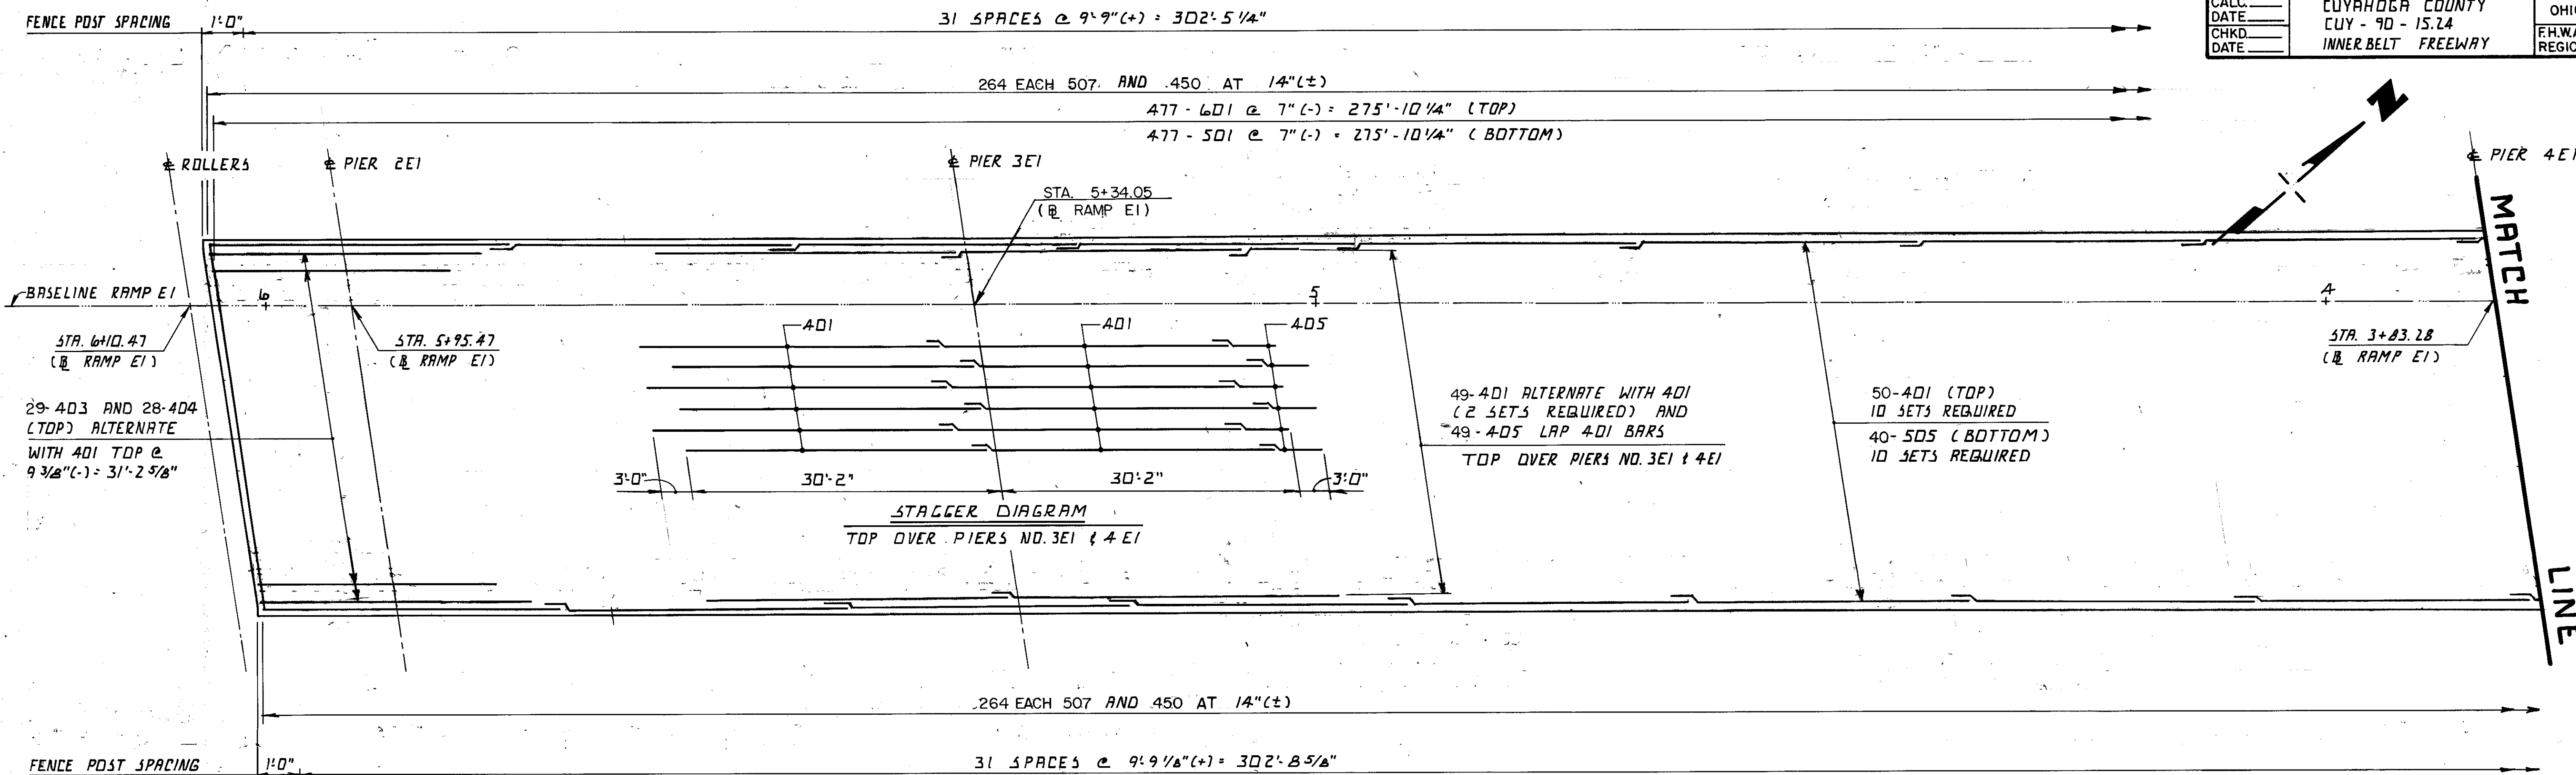 FENCE POST SPACING 1'-0" 31 SPACES @ 9'-9"(+) = 302'-5 1/4"
CALC.
DATE
CHKD.
DATE
CUYAHOGA COUNTY
CUY - 90 - 15.24
INNERBELT FREEWAY
264 EACH 507 AND 450 AT 14"(±)
477 - 601 @ 7"(-) = 275'-10 1/4" (TOP)
477 - 501 @ 7"(-) = 275'-10 1/4" (BOTTOM)
℄ ROLLERS
℄ PIER 2E1
℄ PIER 3E1
℄ PIER 4E1
N
STA. 5+34.05
(BL RAMP E1)
MATCH
LINE
BASELINE RAMP E1
6
5
4
STA. 6+10.47
(BL RAMP E1)
STA. 5+95.47
(BL RAMP E1)
STA. 3+83.28
(BL RAMP E1)
401
401
405
29-403 AND 28-404
(TOP) ALTERNATE
WITH 401 TOP @
9 3/8"(-) = 31'-2 5/8"
49-401 ALTERNATE WITH 401
(2 SETS REQUIRED) AND
49-405 LAP 401 BARS
TOP OVER PIERS NO. 3E1 & 4E1
50-401 (TOP)
10 SETS REQUIRED
40-505 (BOTTOM)
10 SETS REQUIRED
3'-0" 30'-2" 30'-2" 3'-0"
STAGGER DIAGRAM
TOP OVER PIERS NO. 3E1 & 4E1
264 EACH 507 AND 450 AT 14"(±)
FENCE POST SPACING 1'-0" 31 SPACES @ 9'-9 1/8"(+) = 302'-8 5/8"